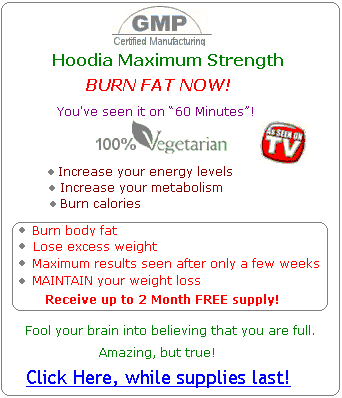 GMP
Certified Manufacturing
Hoodia Maximum Strength
BURN FAT NOW!
You've seen it on “60 Minutes”!
100% Vegetarian
AS SEEN ON
TV
Increase your energy levels
Increase your metabolism
Burn calories
Burn body fat
Lose excess weight
Maximum results seen after only a few weeks
MAINTAIN your weight loss
Receive up to 2 Month FREE supply!
Fool your brain into believing that you are full.
Amazing, but true!
Click Here, while supplies last!